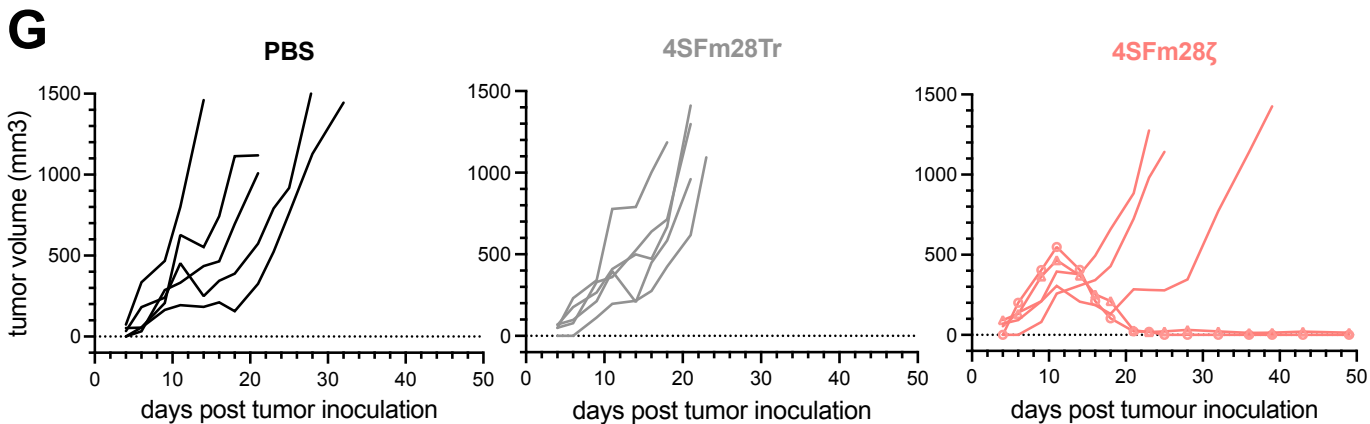 G
PBS
4SFm28Tr
4SFm28ζ
tumor volume (mm3)
1500
1000
500
0
0 10 20 30 40 50
days post tumor inoculation
1500
1000
500
0
0 10 20 30 40 50
days post tumor inoculation
1500
1000
500
0
0 10 20 30 40 50
days post tumour inoculation